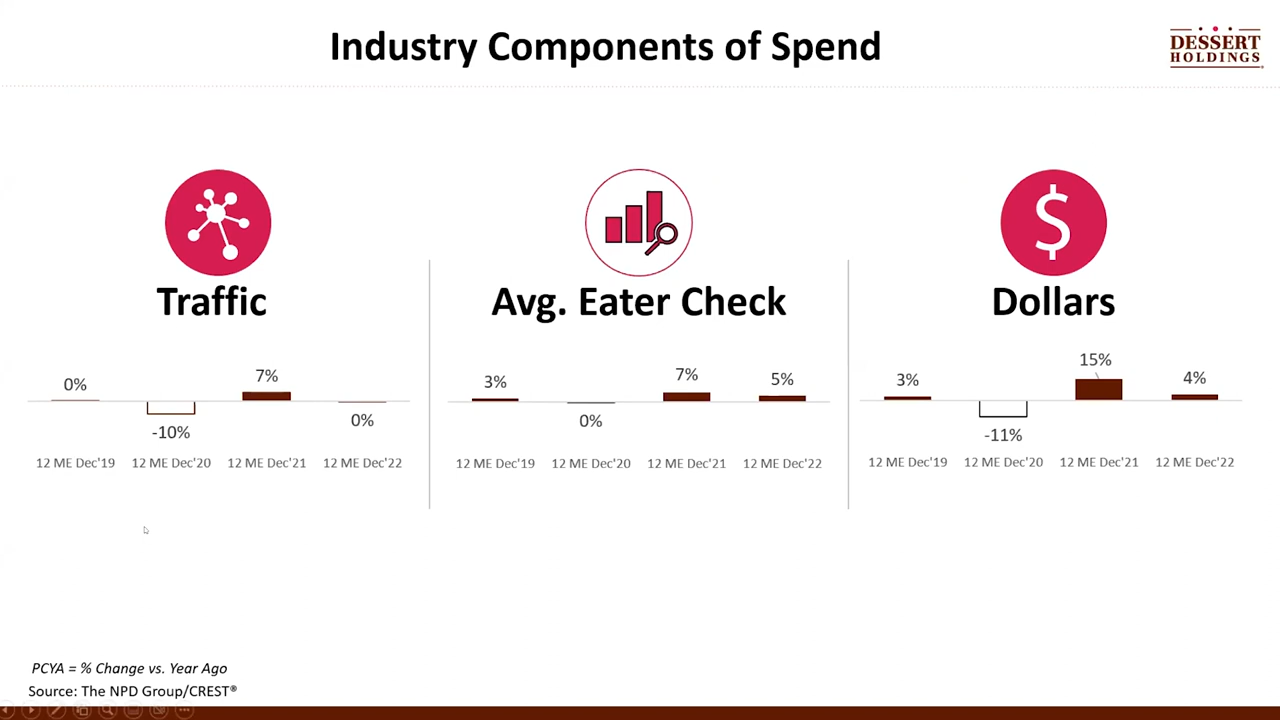 Industry Components of Spend
DESSERT
HOLDINGS
Traffic
0%
-10%
7%
0%
12 ME Dec'19
12 ME Dec'20
12 ME Dec'21
12 ME Dec'22
Avg. Eater Check
3%
0%
7%
5%
12 ME Dec'19
12 ME Dec'20
12 ME Dec'21
12 ME Dec'22
$
Dollars
3%
-11%
15%
4%
12 ME Dec'19
12 ME Dec'20
12 ME Dec'21
12 ME Dec'22
PCYA = % Change vs. Year Ago
Source: The NPD Group/CREST®